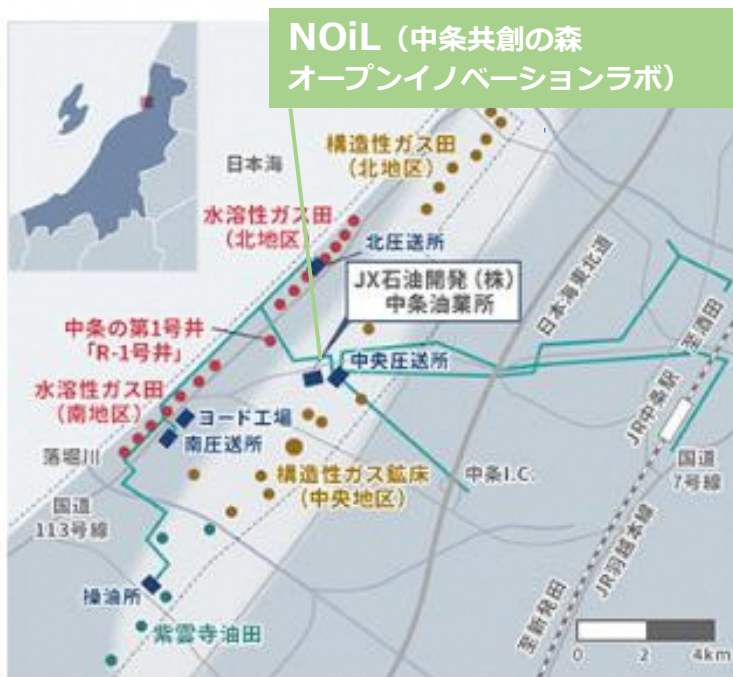 NOiL（中条共創の森
オープンイノベーションラボ）
構造性ガス田
（北地区）
日本海
水溶性ガス田
（北地区）
北圧送所
JX石油開発（株）
中条油業所
日本海東北道
至酒田
中条の第1号井
「R-1号井」
中央圧送所
水溶性ガス田
（南地区）
ヨード工場
南圧送所
JR中条駅
落堀川
構造性ガス鉱床
（中央地区）
中条I.C.
国道
7号線
国道
113号線
JR羽越本線
操油所
至新発田
紫雲寺油田
0 2 4km